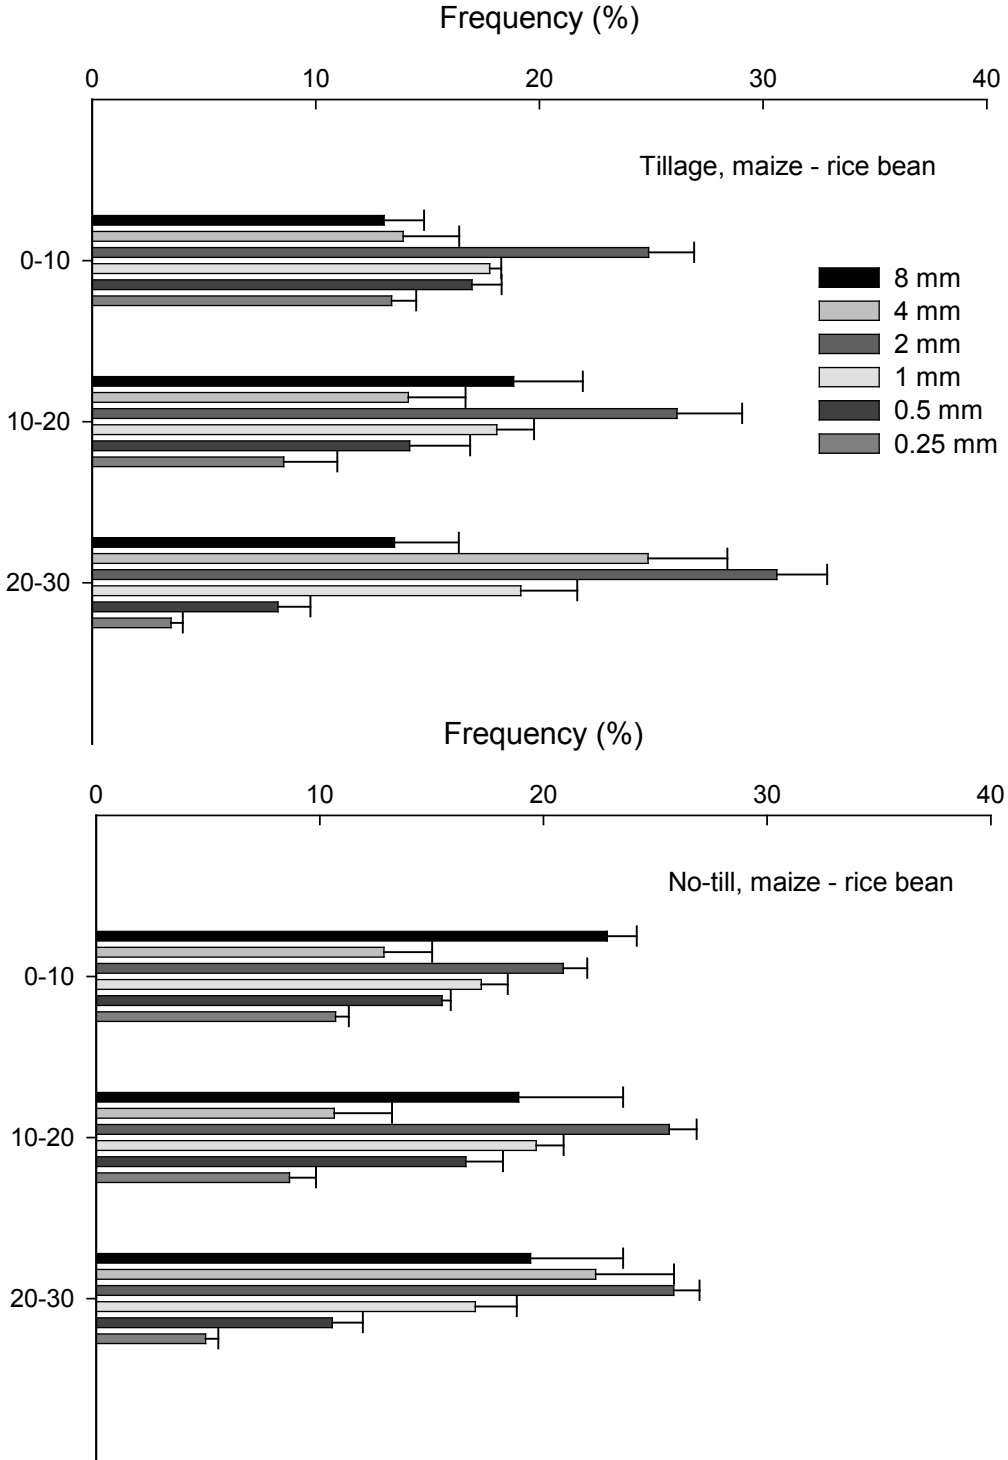 Frequency (%)
0 10 20 30 40
Tillage, maize - rice bean
0-10
8 mm
4 mm
2 mm
10-20
1 mm
0.5 mm
0.25 mm
20-30
Frequency (%)
0 10 20 30 40
No-till, maize - rice bean
0-10
10-20
20-30